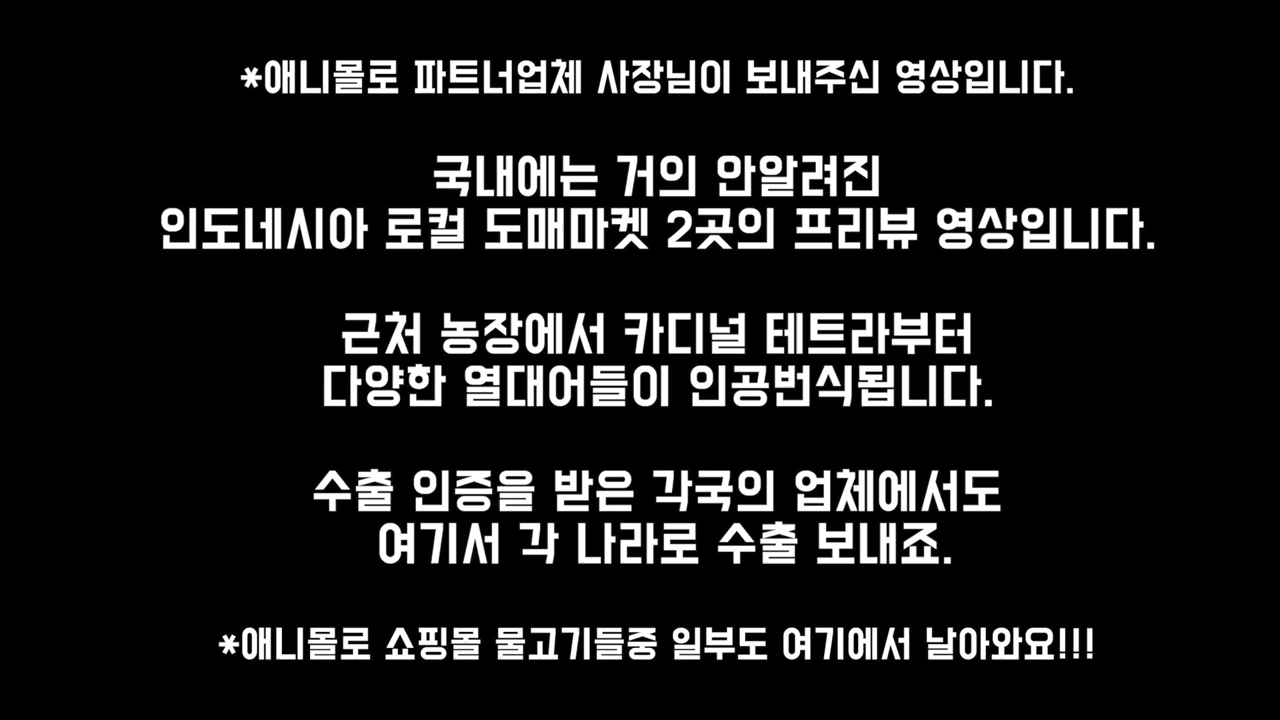 *애니몰로 파트너업체 사장님이 보내주신 영상입니다.
국내에는 거의 안알려진
인도네시아 로컬 도매마켓 2곳의 프리뷰 영상입니다.
근처 농장에서 카디널 테트라부터
다양한 열대어들이 인공번식됩니다.
수출 인증을 받은 각국의 업체에서도
여기서 각 나라로 수출 보내죠.
*애니몰로 쇼핑몰 물고기들중 일부도 여기에서 날아와요!!!